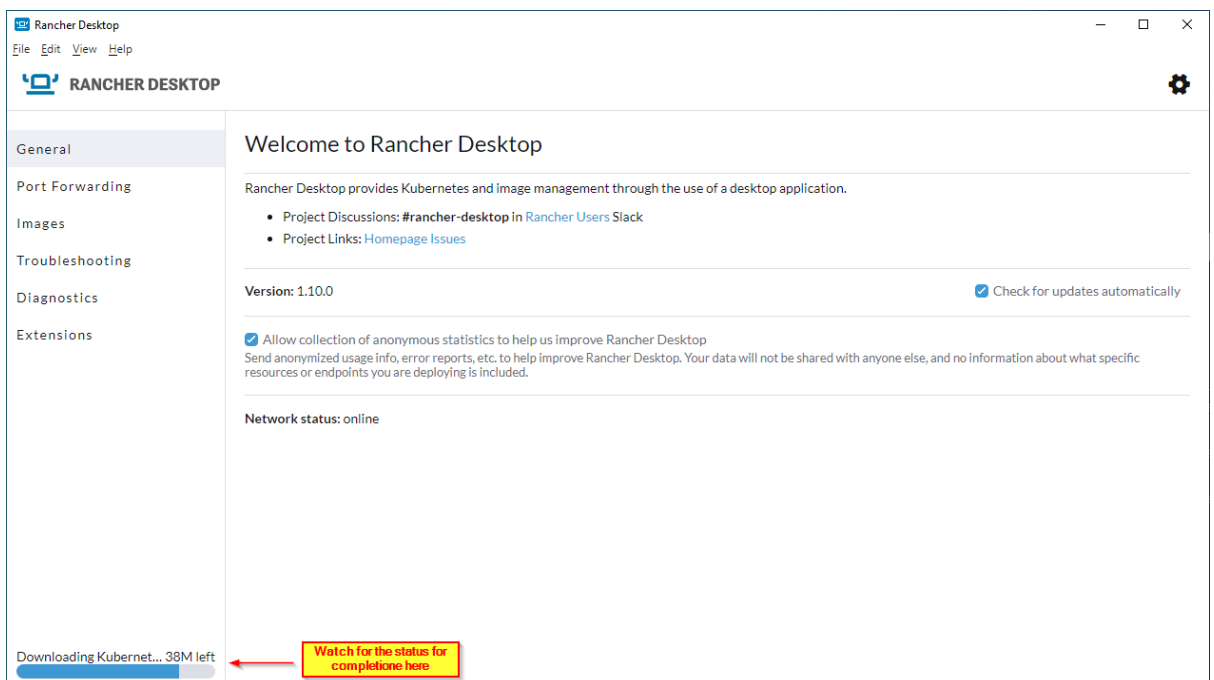 Rancher Desktop
File Edit View Help
RANCHER DESKTOP
General
Port Forwarding
Images
Troubleshooting
Diagnostics
Extensions
Welcome to Rancher Desktop
Rancher Desktop provides Kubernetes and image management through the use of a desktop application.
Project Discussions: #rancher-desktop in Rancher Users Slack
Project Links: Homepage Issues
Version: 1.10.0
Check for updates automatically
Allow collection of anonymous statistics to help us improve Rancher Desktop
Send anonymized usage info, error reports, etc. to help improve Rancher Desktop. Your data will not be shared with anyone else, and no information about what specific
resources or endpoints you are deploying is included.
Network status: online
Downloading Kubernet... 38M left
Watch for the status for
completione here